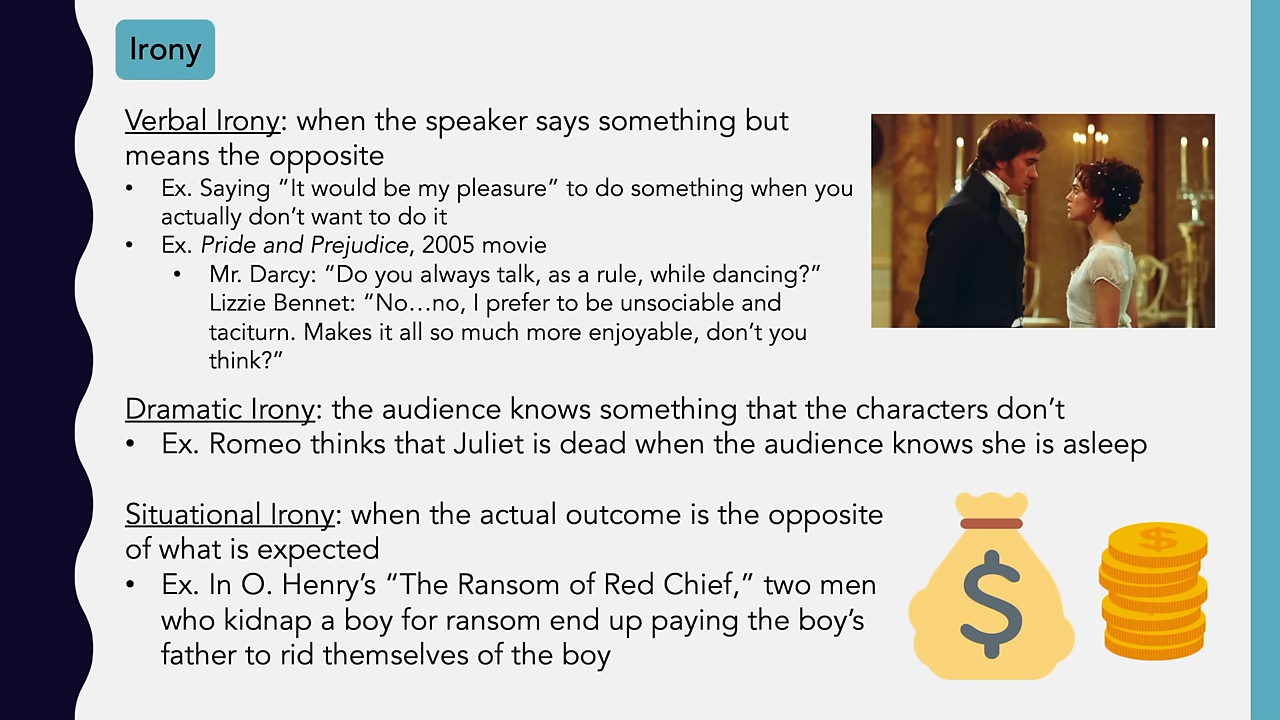 Irony
Verbal Irony: when the speaker says something but
means the opposite
• Ex. Saying “It would be my pleasure” to do something when you
actually don’t want to do it
• Ex. Pride and Prejudice, 2005 movie
• Mr. Darcy: “Do you always talk, as a rule, while dancing?”
Lizzie Bennet: “No…no, I prefer to be unsociable and
taciturn. Makes it all so much more enjoyable, don’t you
think?”
Dramatic Irony: the audience knows something that the characters don’t
• Ex. Romeo thinks that Juliet is dead when the audience knows she is asleep
Situational Irony: when the actual outcome is the opposite
of what is expected
• Ex. In O. Henry’s “The Ransom of Red Chief,” two men
who kidnap a boy for ransom end up paying the boy’s
father to rid themselves of the boy
$
$